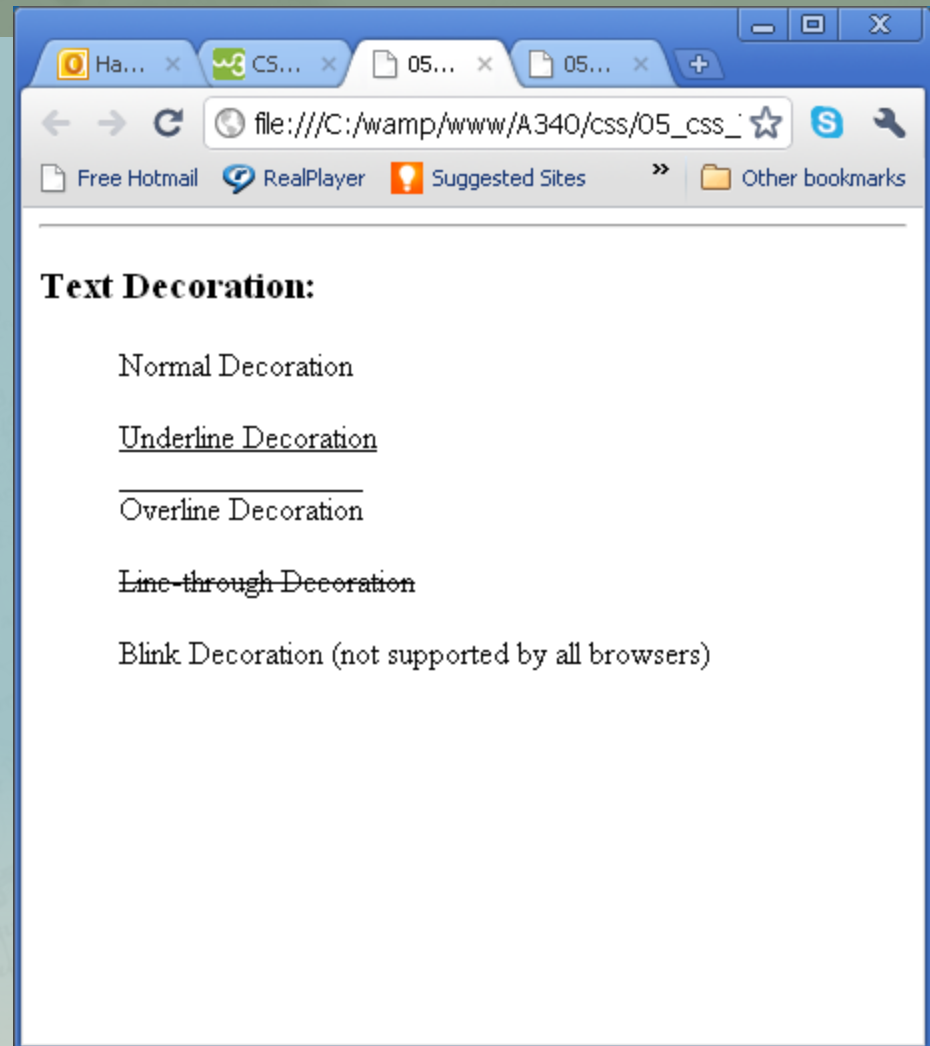 Ha...
CS...
05...
05...
file:///C:/wamp/www/A340/css/05_css_
Free Hotmail RealPlayer Suggested Sites » Other bookmarks
Text Decoration:
Normal Decoration
Underline Decoration
Overline Decoration
Line-through Decoration
Blink Decoration (not supported by all browsers)